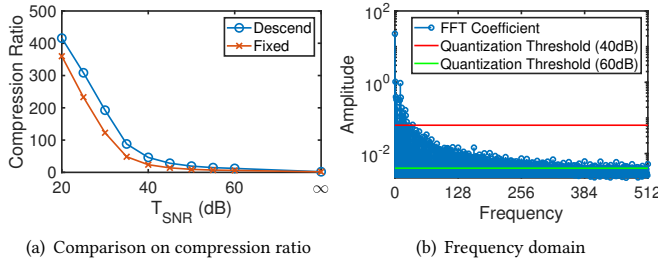 500
400
300
200
100
0
Compression Ratio
Descend
Fixed
20 30 40 50 60 ∞
T_SNR (dB)
(a) Comparison on compression ratio
10^2
10^0
10^-2
Amplitude
FFT Coefficient
Quantization Threshold (40dB)
Quantization Threshold (60dB)
0 128 256 384 512
Frequency
(b) Frequency domain